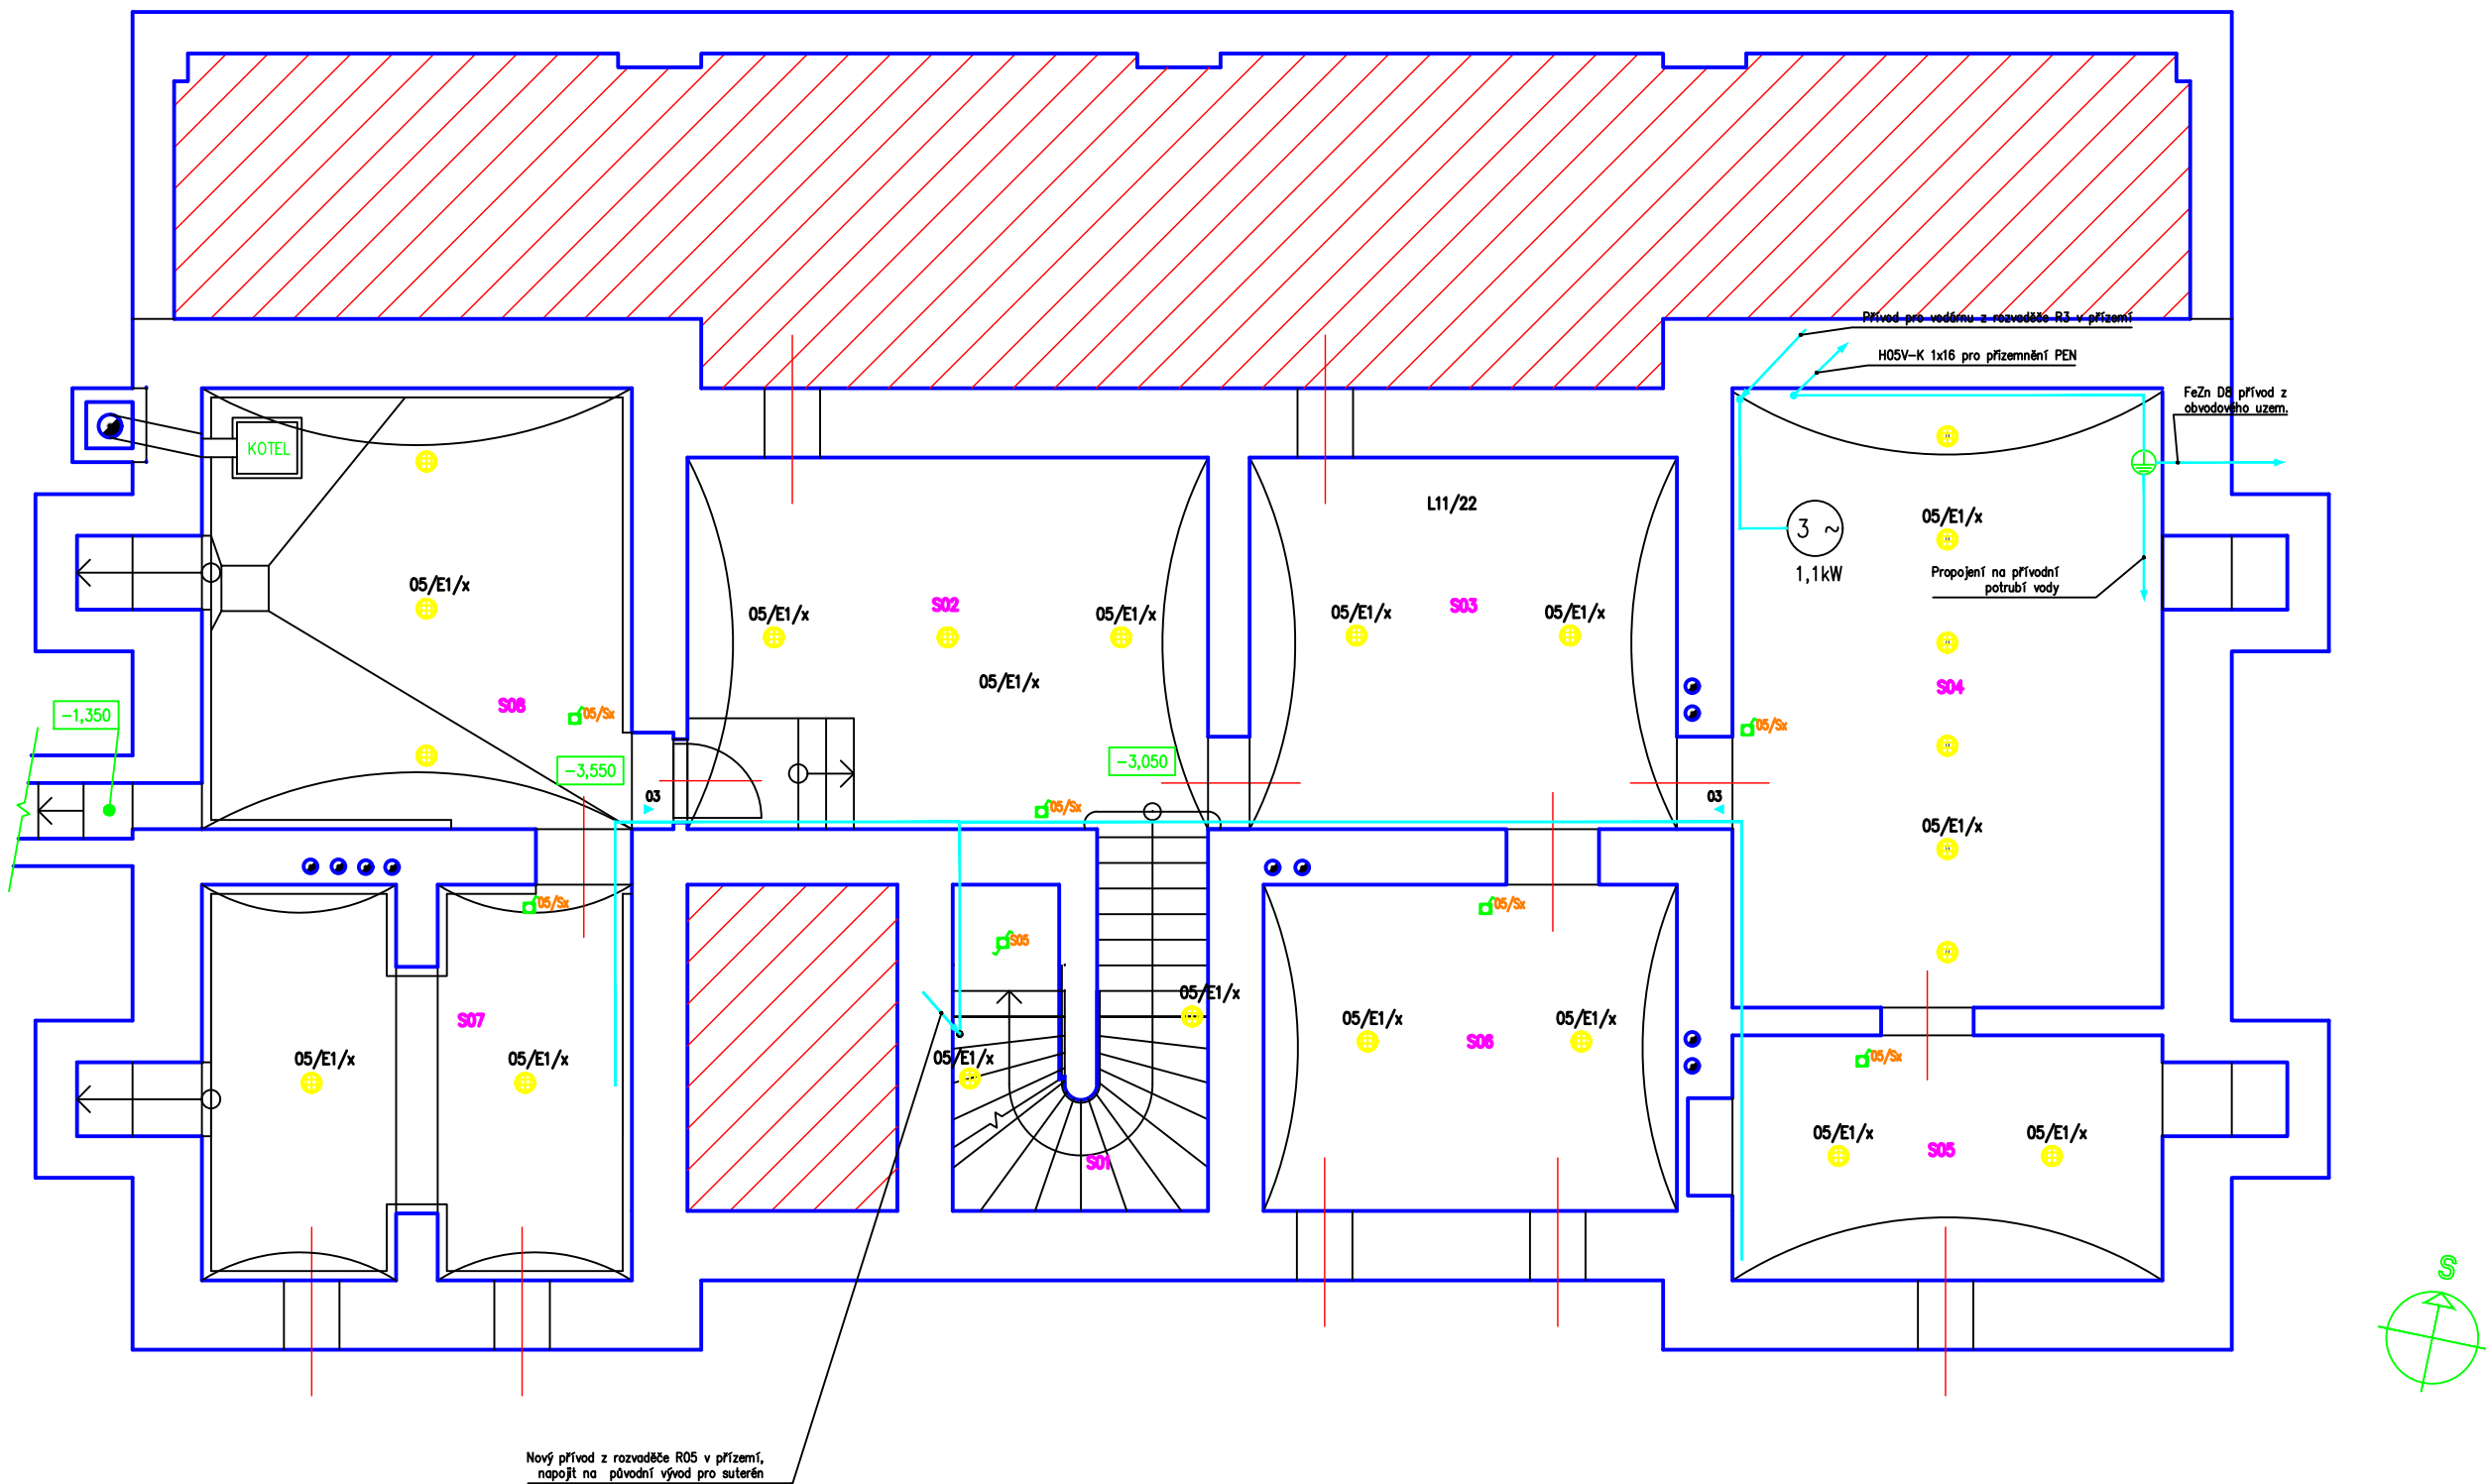 Přívod pro vodárnu z rozvaděče R3 v přízemí
H05V-K 1x16 pro přizemnění PEN
FeZn D8 přívod z
obvodového uzem.
KOTEL
L11/22
05/E1/x
3 ~
1,1kW
Propojení na přívodní
potrubí vody
05/E1/x
05/E1/x
S02
05/E1/x
05/E1/x
S03
05/E1/x
05/E1/x
S04
S08
05/Sx
-1,350
05/Sx
-3,550
-3,050
03
05/Sx
03
05/E1/x
05/Sx
05/Sx
S05
05/E1/x
S07
05/E1/x
S06
05/E1/x
05/E1/x
05/E1/x
05/E1/x
05/Sx
05/E1/x
S05
05/E1/x
S01
S
Nový přívod z rozvaděče R05 v přízemí,
napojit na původní vývod pro suterén